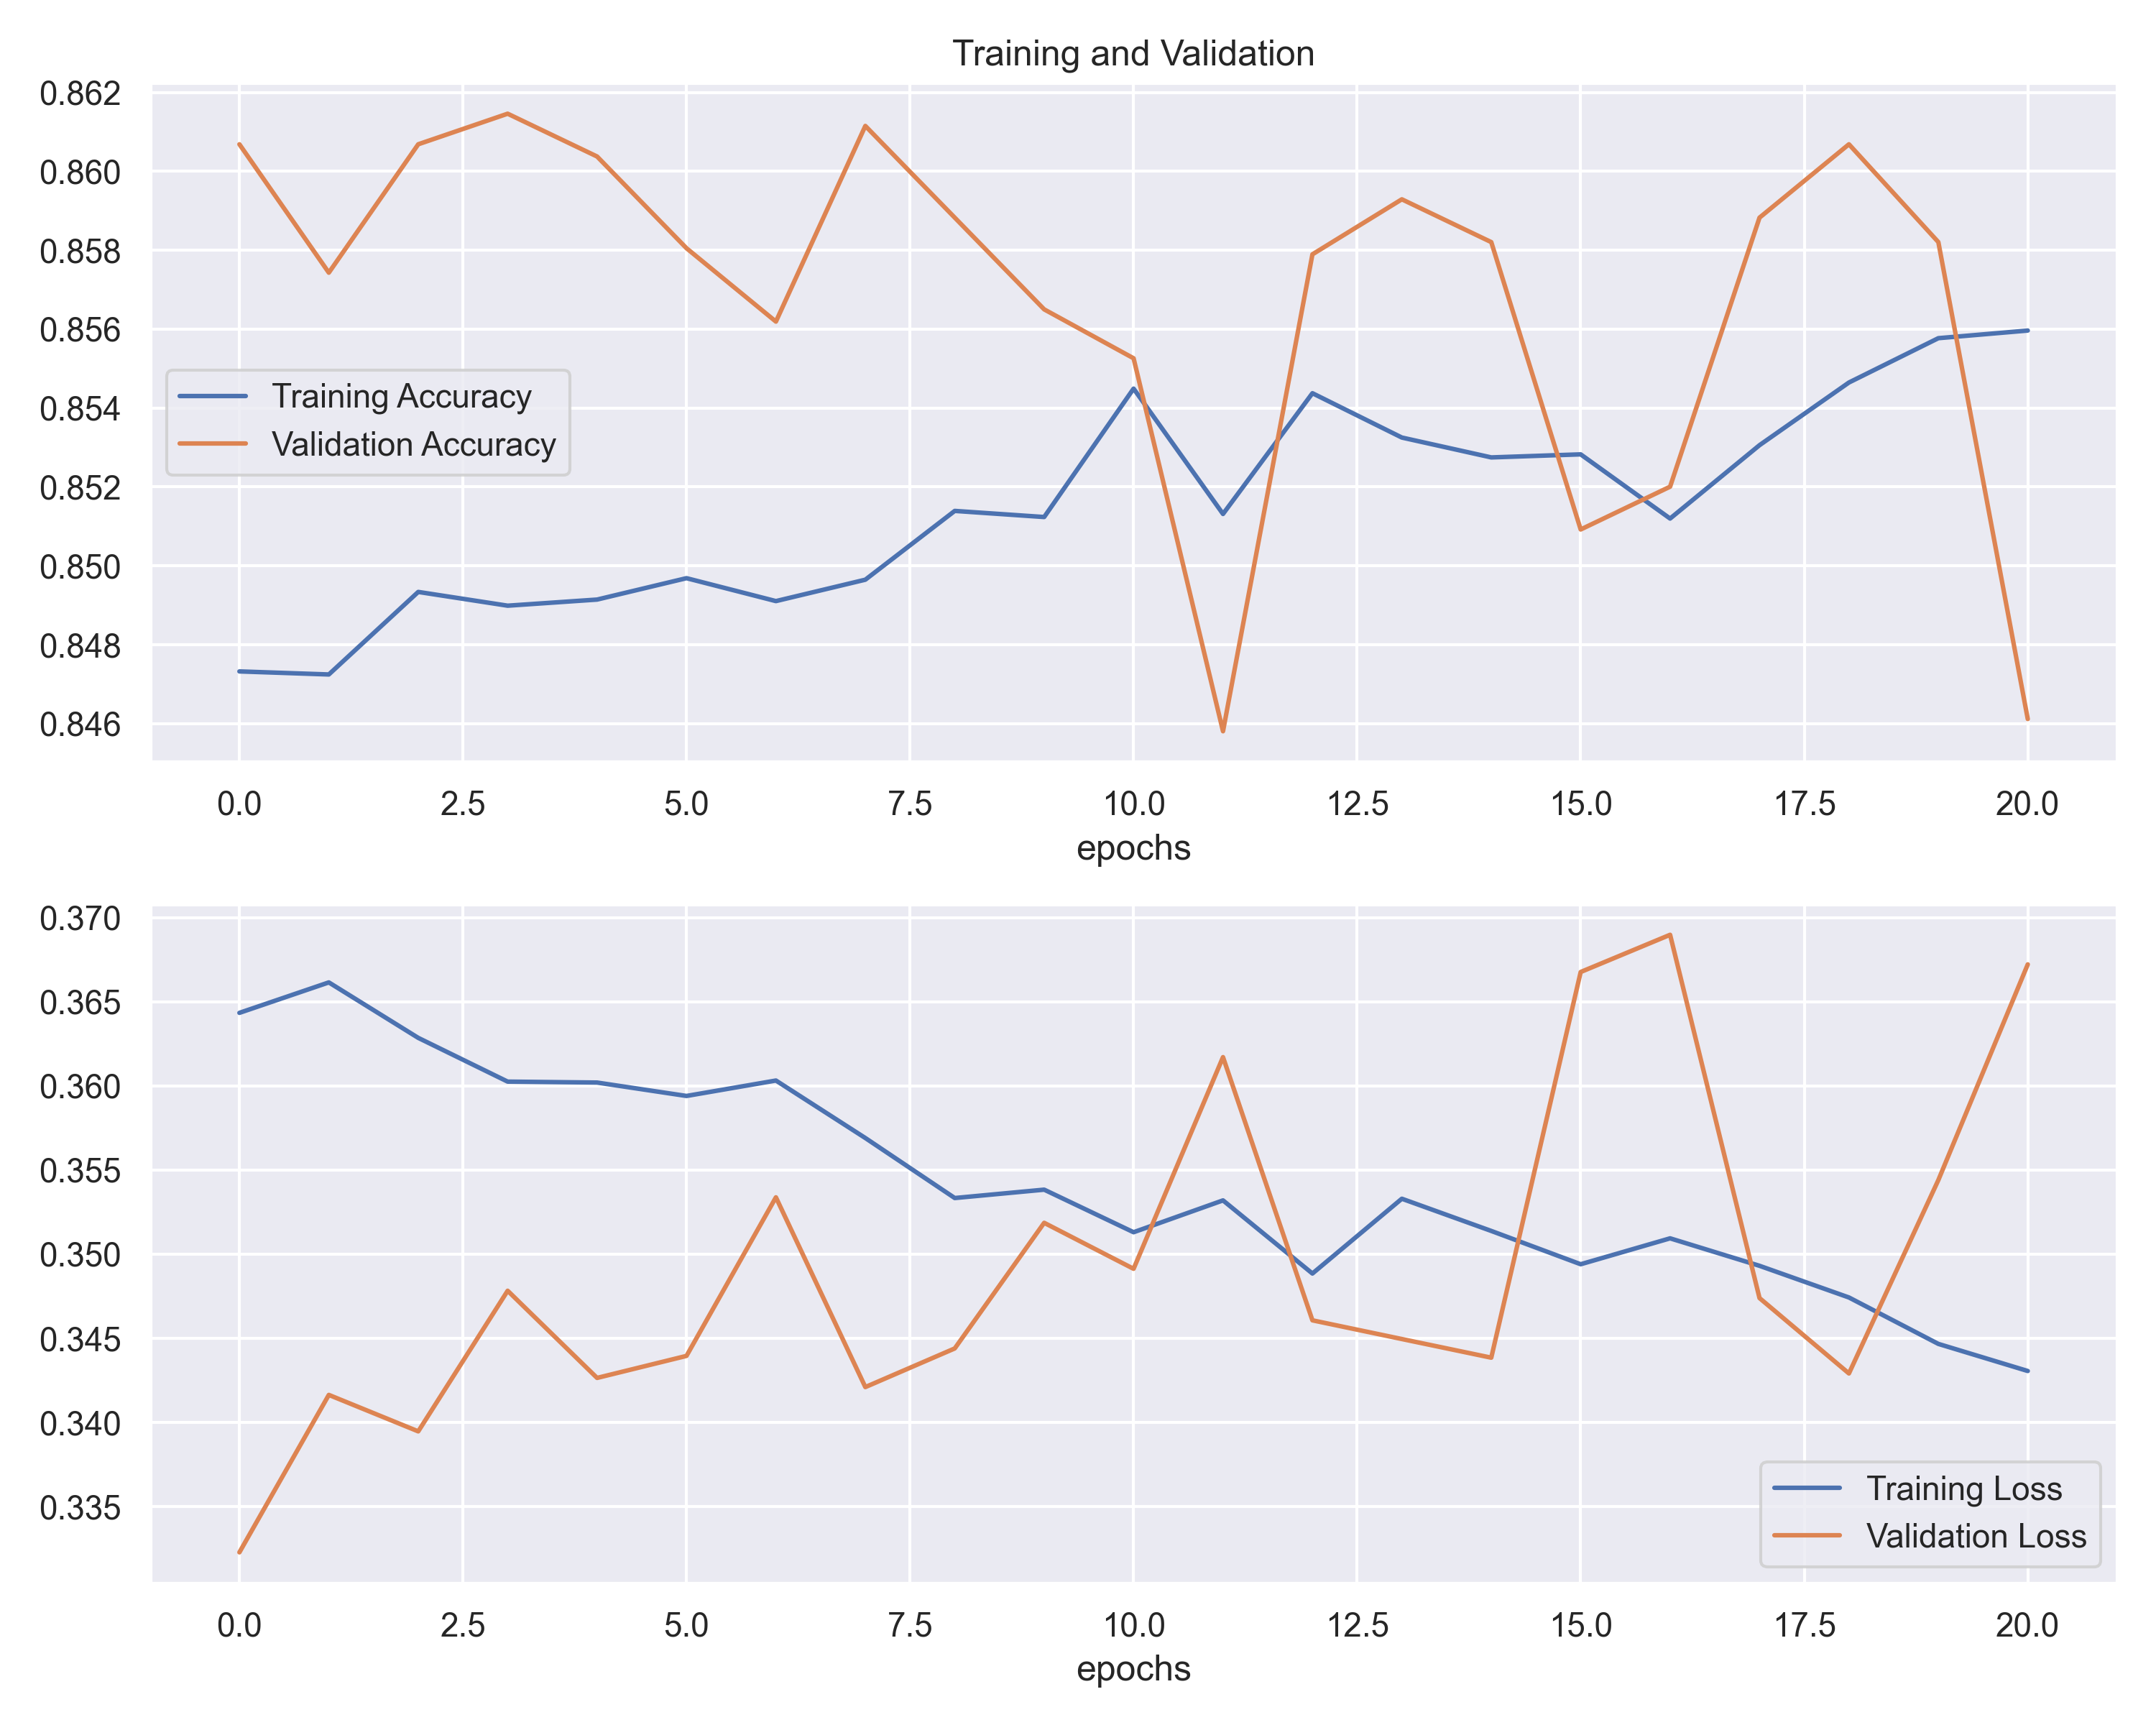 Training and Validation
0.862
0.860
0.858
0.856
0.854
0.852
0.850
0.848
0.846
Training Accuracy
Validation Accuracy
0.0 2.5 5.0 7.5 10.0 12.5 15.0 17.5 20.0
epochs
0.370
0.365
0.360
0.355
0.350
0.345
0.340
0.335
Training Loss
Validation Loss
0.0 2.5 5.0 7.5 10.0 12.5 15.0 17.5 20.0
epochs